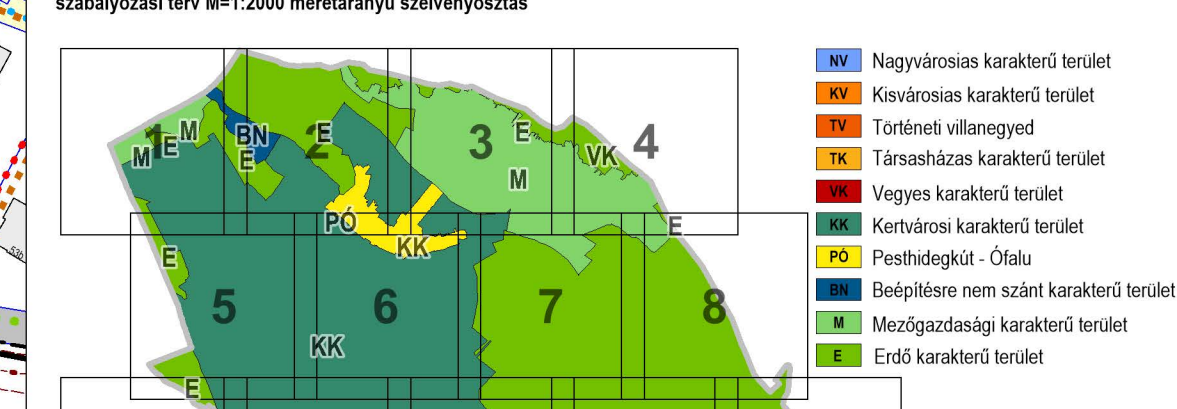 szabályozási terv M=1:2000 méretarányú szelvényosztás
NV Nagyvárosias karakterű terület
KV Kisvárosias karakterű terület
TV Történeti villanegyed
TK Társasházas karakterű terület
VK Vegyes karakterű terület
KK Kertvárosi karakterű terület
PÓ Pesthidegkút - Ófalu
BN Beépítésre nem szánt karakterű terület
M Mezőgazdasági karakterű terület
E Erdő karakterű terület
1 M E M
BN E
2 E
3 E M
VK 4
PÓ KK
E
E
5 6 7 8
KK
E
53b